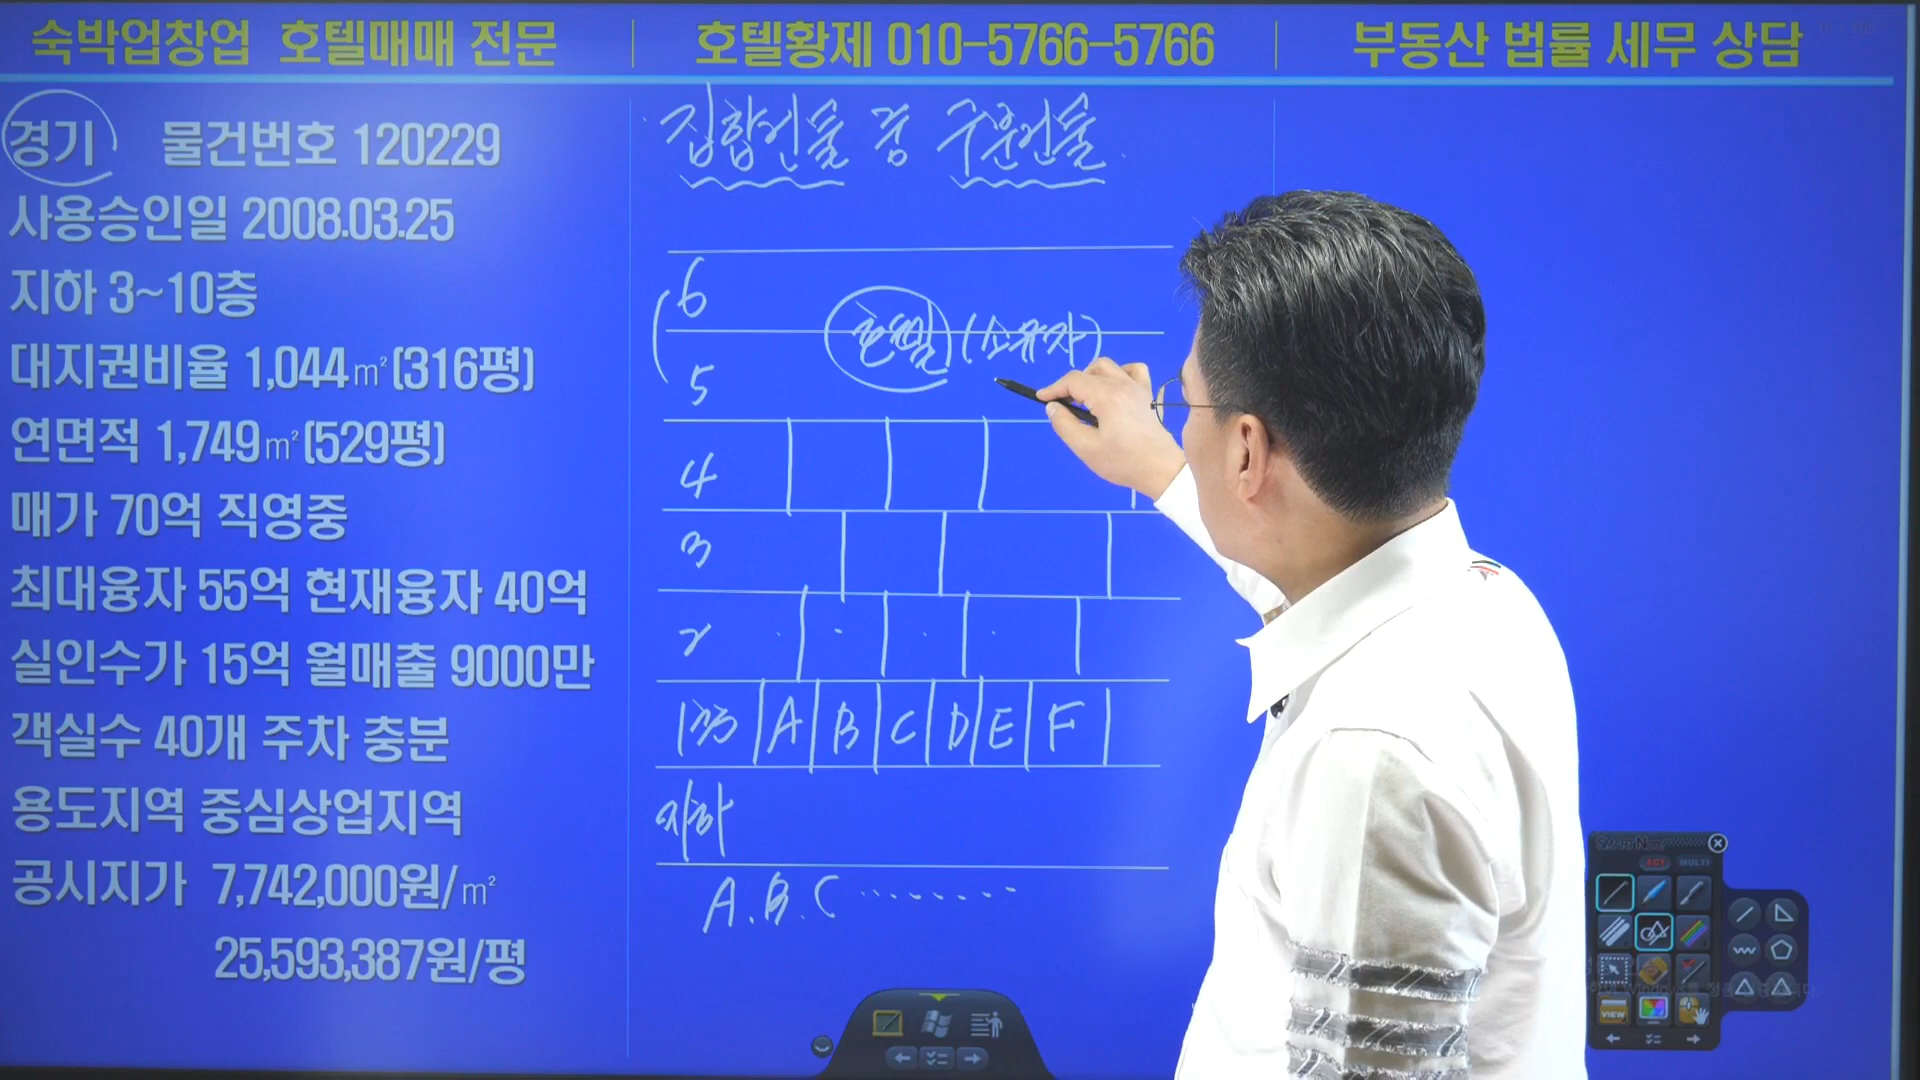 숙박업창업 호텔매매 전문
호텔황제 010-5766-5766
부동산 법률 세무 상담
경기 물건번호 120229
사용승인일 2008.03.25
지하 3~10층
대지권비율 1,044㎡(316평)
연면적 1,749㎡(529평)
매가 70억 직영중
최대융자 55억 현재융자 40억
실인수가 15억 월매출 9000만
객실수 40개 주차 충분
용도지역 중심상업지역
공시지가 7,742,000원/㎡
25,593,387원/평
집합건물 중 구분건물
6
호텔 (소유자)
5
4
3
2
1층 A B C D E F
지하
A.B.C........
ACT MULTI
VIEW